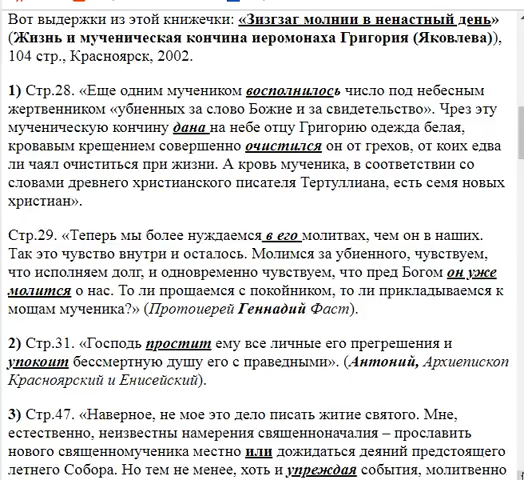 Вот выдержки из этой книжечки: «Зизгзаг молнии в ненастный день»
(Жизнь и мученическая кончина иеромонаха Григория (Яковлева)),
104 стр., Красноярск, 2002.
1) Стр.28. «Еще одним мучеником восполнилось число под небесным
жертвенником «убиенных за слово Божие и за свидетельство». Чрез эту
мученическую кончину дана на небе отцу Григорию одежда белая,
кровавым крещением совершенно очистился он от грехов, от коих едва
ли чаял очиститься при жизни. А кровь мученика, в соответствии со
словами древнего христианского писателя Тертуллиана, есть семя новых
христиан».
Стр.29. «Теперь мы более нуждаемся в его молитвах, чем он в наших.
Так это чувство внутри и осталось. Молимся за убиенного, чувствуем,
что исполняем долг, и одновременно чувствуем, что пред Богом он уже
молится о нас. То ли прощаемся с покойником, то ли прикладываемся к
мощам мученика?» (Протоиерей Геннадий Фаст).
2) Стр.31. «Господь простит ему все личные его прегрешения и
упокоит бессмертную душу его с праведными». (Антоний, Архиепископ
Красноярский и Енисейский).
3) Стр.47. «Наверное, не мое это дело писать житие святого. Мне,
естественно, неизвестны намерения священноначалия – прославить
нового священномученика местно или дожидаться деяний предстоящего
летнего Собора. Но тем не менее, хоть и упреждая события, молитвенно